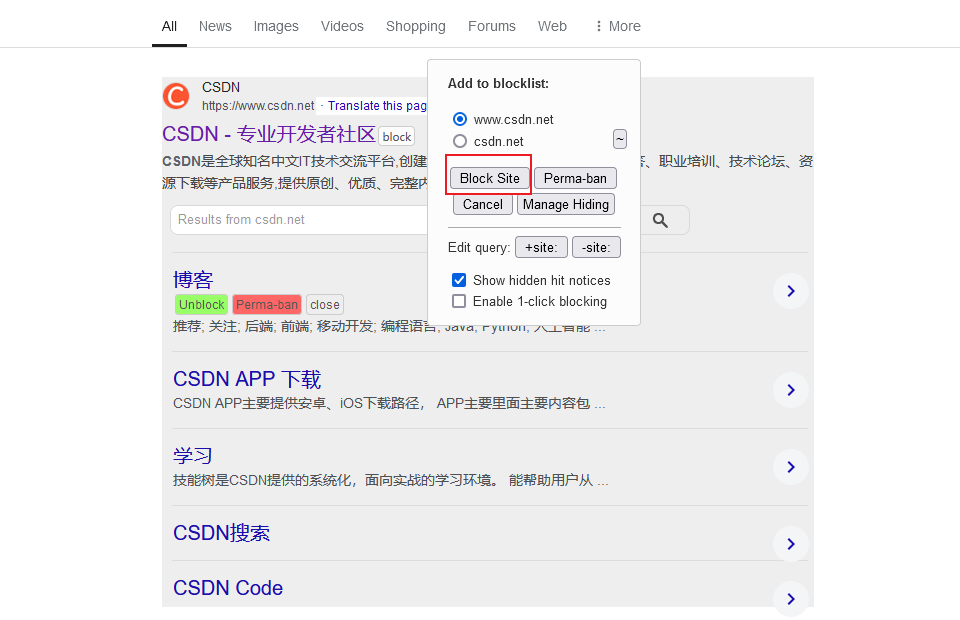 All News Images Videos Shopping Forums Web ⋮ More
CSDN
https://www.csdn.net · Translate this pag
CSDN - 专业开发者社区 block
CSDN是全球知名中文IT技术交流平台,创建
、职业培训、技术论坛、资
源下载等产品服务,提供原创、优质、完整内
Results from csdn.net
Add to blocklist:
www.csdn.net
csdn.net ~
Block Site Perma-ban
Cancel Manage Hiding
Edit query: +site: -site:
Show hidden hit notices
Enable 1-click blocking
博客
Unblock Perma-ban close
推荐; 关注; 后端; 前端; 移动开发; 编程语言; Java; Python; 人工智能 ...
CSDN APP 下载
CSDN APP主要提供安卓、iOS下载路径， APP主要里面主要内容包 ...
学习
技能树是CSDN提供的系统化，面向实战的学习环境。 能帮助用户从 ...
CSDN搜索
CSDN Code